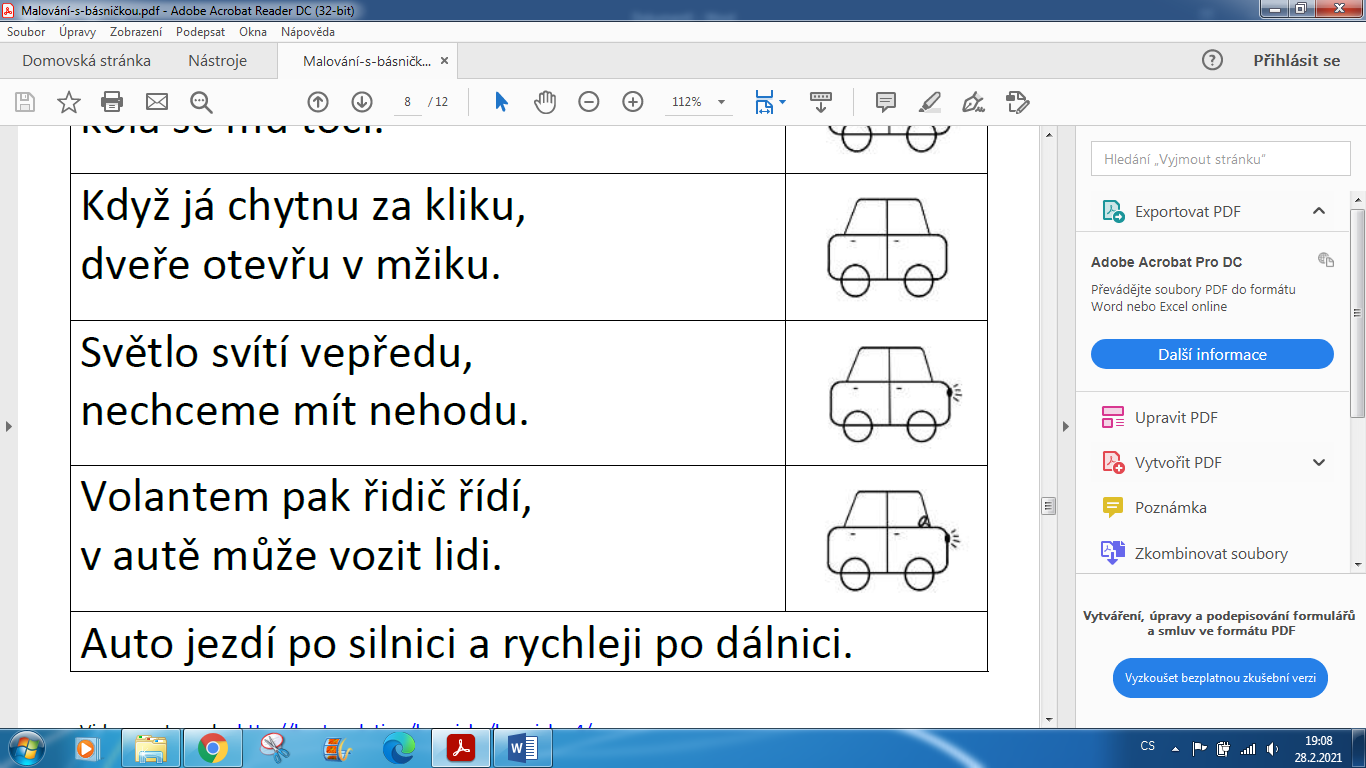 Malování-s-básničkou.pdf - Adobe Acrobat Reader DC (32-bit)
Soubor Úpravy Zobrazení Podepsat Okna Nápověda
Domovská stránka Nástroje Malování-s-básničk... × Přihlásit se
8 / 12 112%
kola se mu točí.
Když já chytnu za kliku,
dveře otevřu v mžiku.
Světlo svítí vepředu,
nechceme mít nehodu.
Volantem pak řidič řídí,
v autě může vozit lidi.
Auto jezdí po silnici a rychleji po dálnici.
Hledání „Vyjmout stránku“
Exportovat PDF
Adobe Acrobat Pro DC
Převádějte soubory PDF do formátu
Word nebo Excel online
Další informace
Upravit PDF
Vytvořit PDF
Poznámka
Zkombinovat soubory
Vytváření, úpravy a podepisování formulářů
a smluv ve formátu PDF
Vyzkoušet bezplatnou zkušební verzi
CS 19:08
28.2.2021